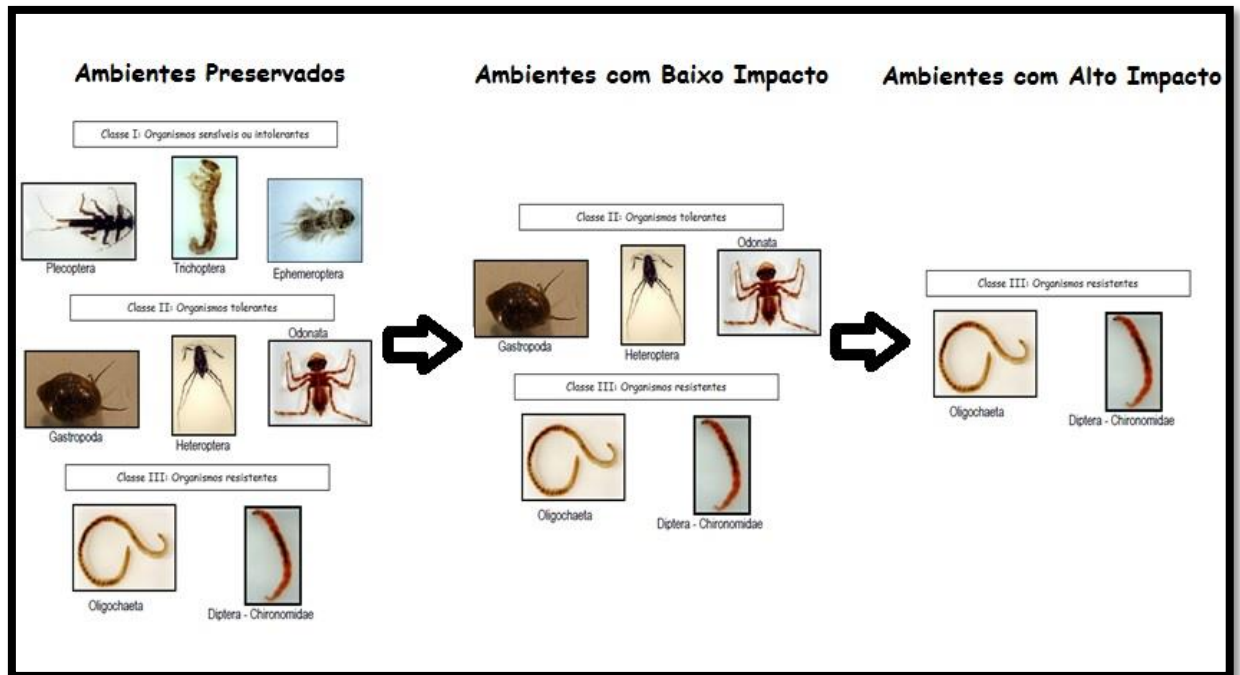 Ambientes Preservados
Classe I: Organismos sensíveis ou intolerantes
Plecoptera
Trichoptera
Ephemeroptera
Classe II: Organismos tolerantes
Gastropoda
Heteroptera
Odonata
Classe III: Organismos resistentes
Oligochaeta
Diptera - Chironomidae
Ambientes com Baixo Impacto
Classe II: Organismos tolerantes
Gastropoda
Heteroptera
Odonata
Classe III: Organismos resistentes
Oligochaeta
Diptera - Chironomidae
Ambientes com Alto Impacto
Classe III: Organismos resistentes
Oligochaeta
Diptera - Chironomidae